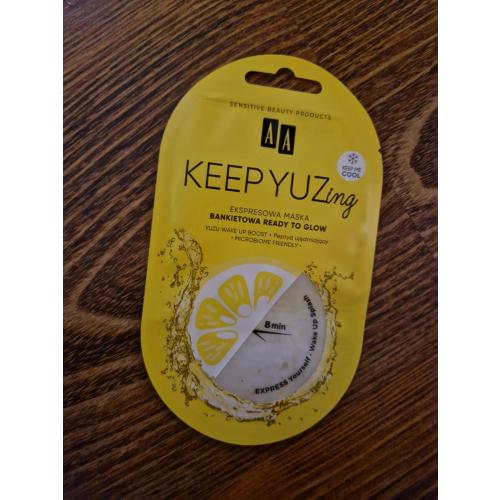 SENSITIVE BEAUTY PRODUCTS
AA
KEEP ME
COOL
KEEP YUZing
EKSPRESOWA MASKA
BANKIETOWA READY TO GLOW
YUZU WAKE UP BOOST + Peptyd ujędrniający
• MICROBIOME FRIENDLY •
8 min
EXPRESS Yourself • Wake Up Splash